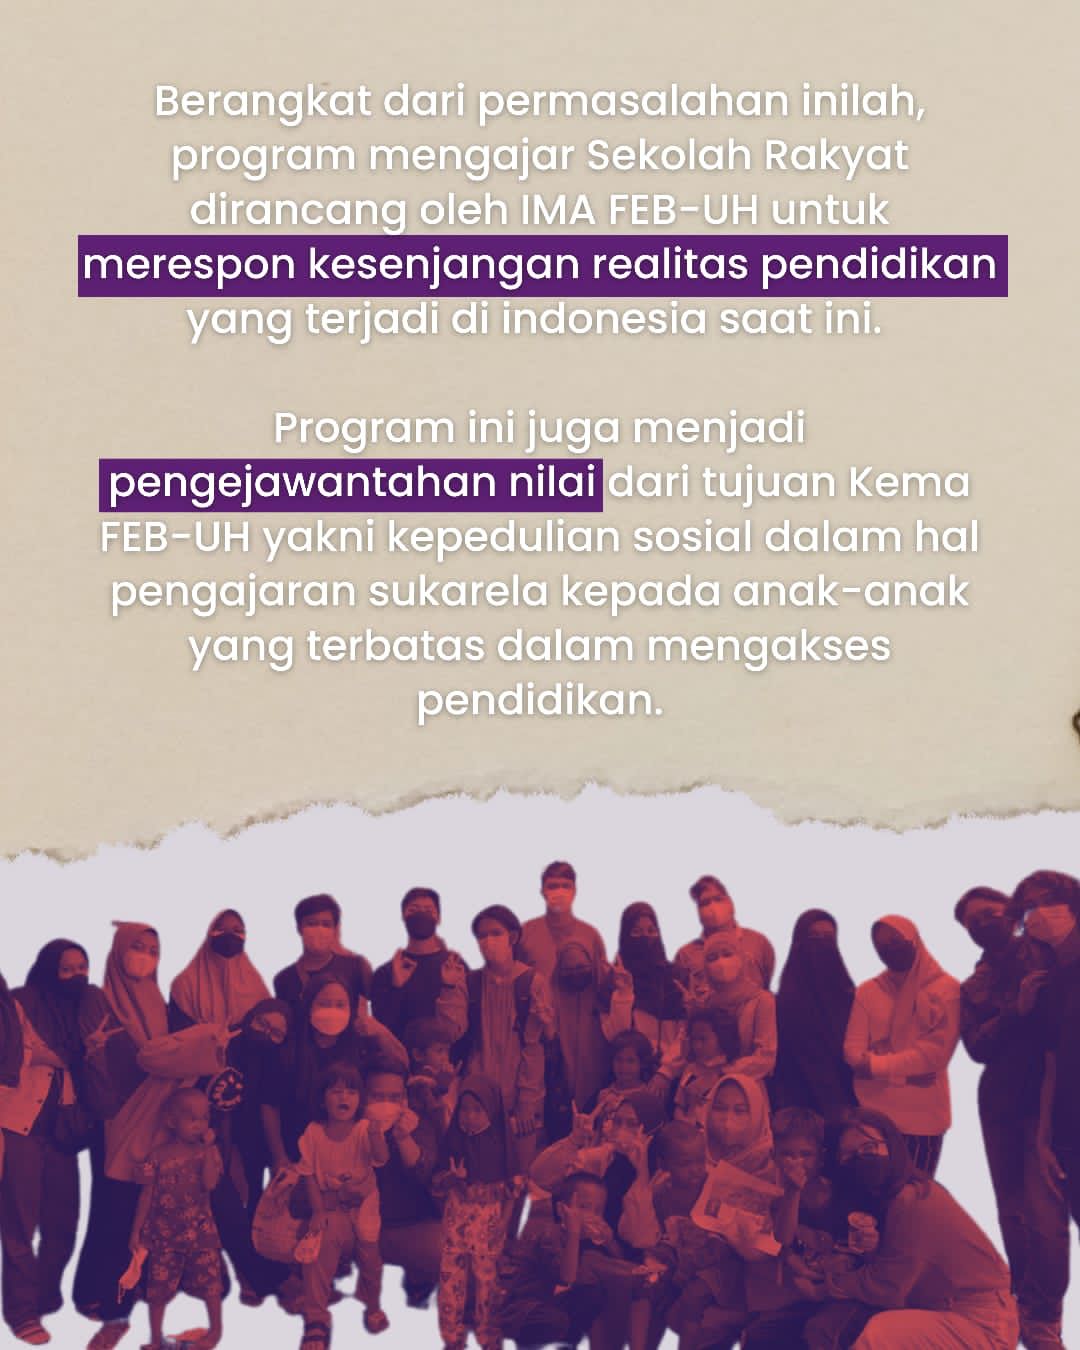 Berangkat dari permasalahan inilah,
program mengajar Sekolah Rakyat
dirancang oleh IMA FEB-UH untuk
merespon kesenjangan realitas pendidikan
yang terjadi di indonesia saat ini.
Program ini juga menjadi
pengejawantahan nilai dari tujuan Kema
FEB-UH yakni kepedulian sosial dalam hal
pengajaran sukarela kepada anak-anak
yang terbatas dalam mengakses
pendidikan.